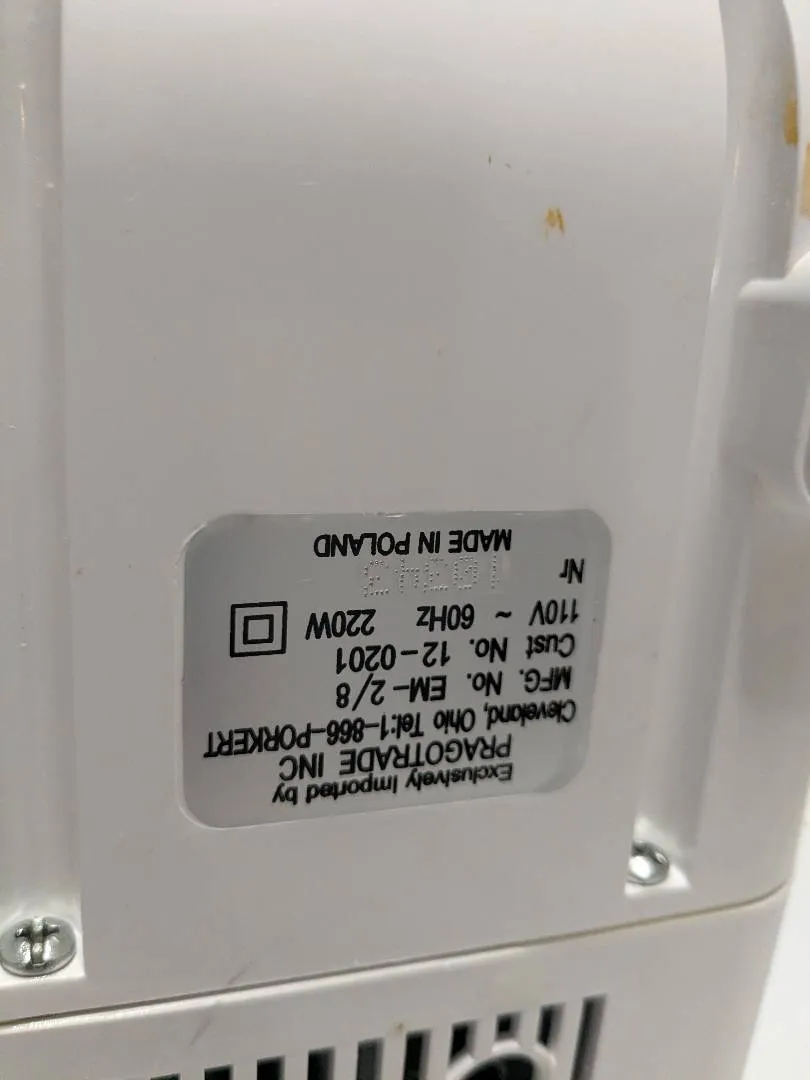 Exclusively Imported by
PRAGOTRADE INC
Cleveland, Ohio Tel:1-866-PORKERT
MFG. No. EM-2/8
Cust No. 12-0201
110V ~ 60Hz 220W
Nr
MADE IN POLAND